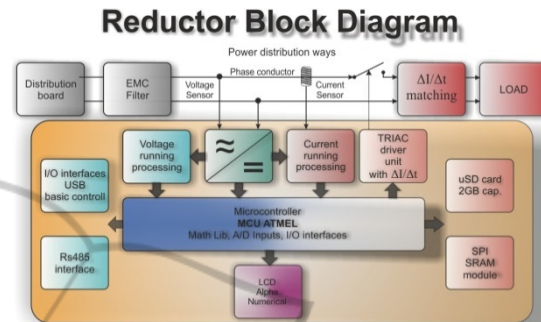 Reductor Block Diagram
Power distribution ways
Distribution
board
EMC
Filter
Voltage
Sensor
Phase conductor
Current
Sensor
ΔI/Δt
matching
LOAD
I/O interfaces
USB
basic controll
Voltage
running
processing
≈
=
Current
running
processing
TRIAC
driver
unit
with ΔI/Δt
uSD card
2GB cap.
Microcontroller
MCU ATMEL
Math Lib, A/D Inputs, I/O interfaces
Rs485
interface
LCD
Alpha
Numerical
SPI
SRAM
module